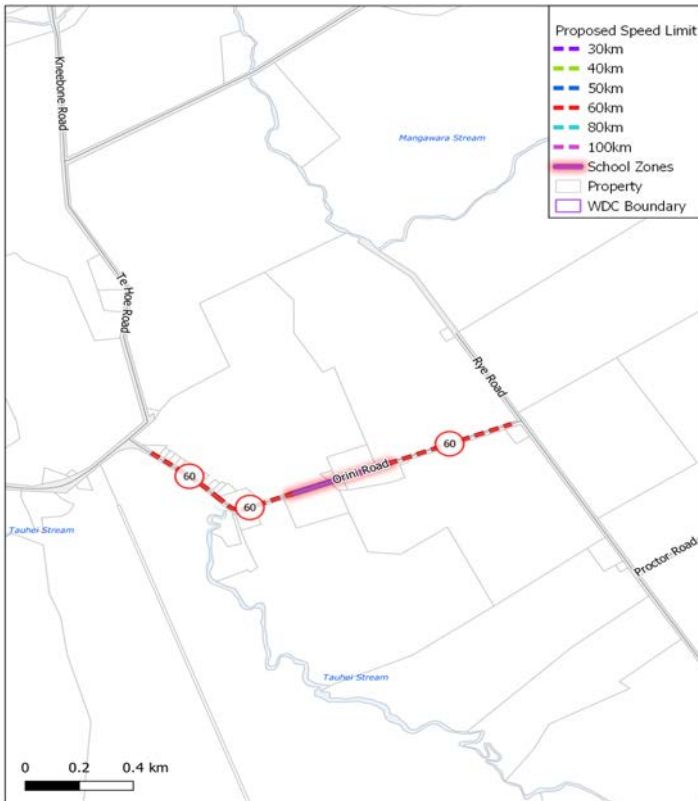 Proposed Speed Limit
30km
40km
50km
60km
80km
100km
School Zones
Property
WDC Boundary
Kneebone Road
Mangawara Stream
Te Hoe Road
Rye Road
60
Orini Road
60
60
Tauhei Stream
Proctor Road
Tauhei Stream
0 0.2 0.4 km